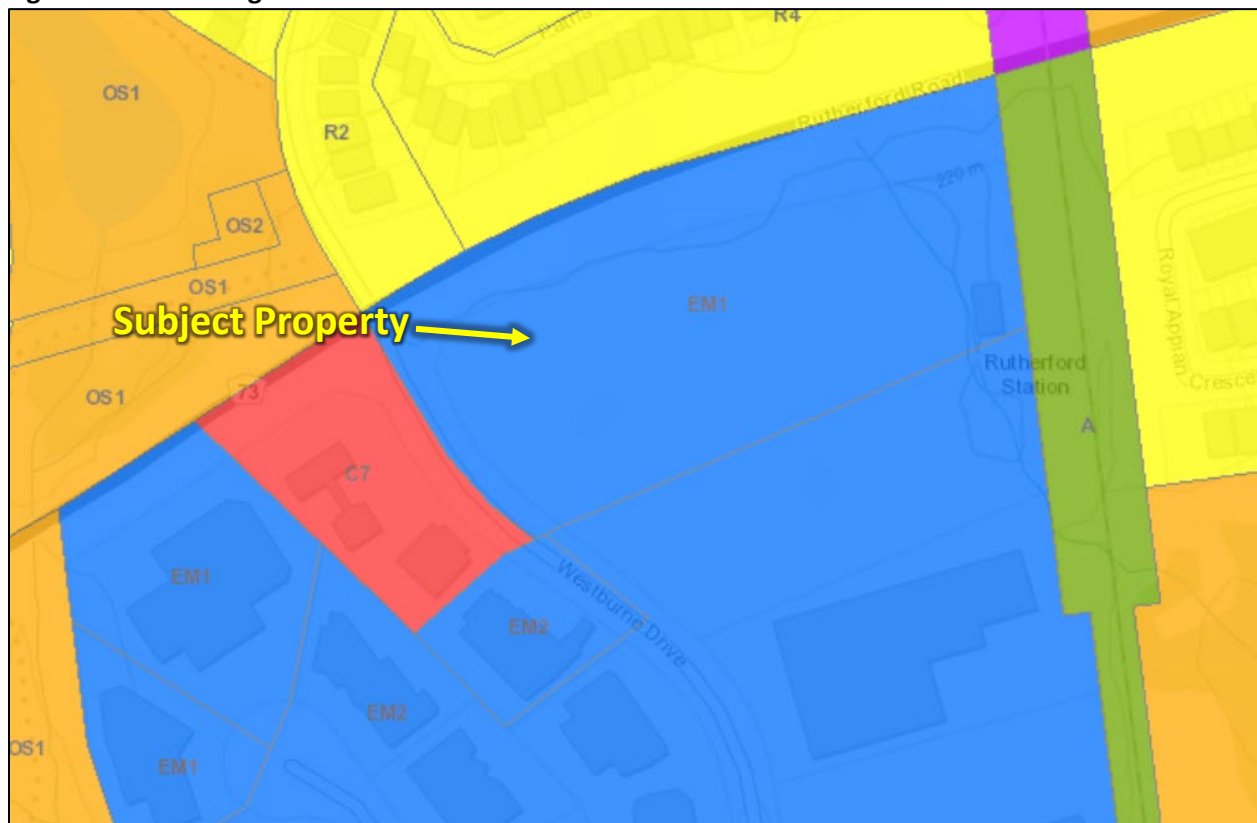 R4
OS1
R2
Rutherford Road
220 m
OS2
OS1
EM1
Royal Appian
Subject Property
Rutherford
Station
Cresce
73
OS1
A
C7
EM1
Westburne Drive
EM2
EM2
OS1
EM1